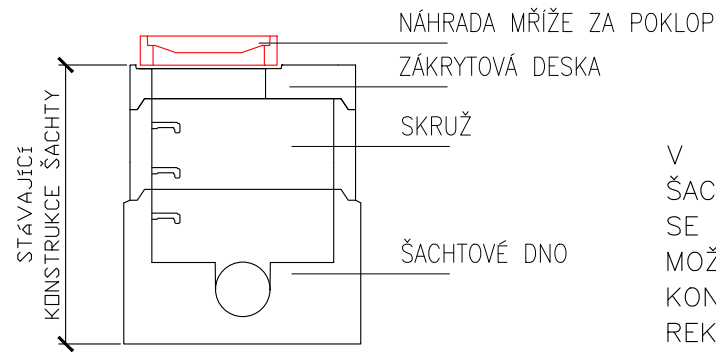 NÁHRADA MŘÍŽE ZA POKLOP
ZÁKRYTOVÁ DESKA
SKRUŽ
ŠACHTOVÉ DNO
STÁVAJÍCÍ
KONSTRUKCE ŠACHTY
V
ŠAC
SE
MOŽ
KON
REK